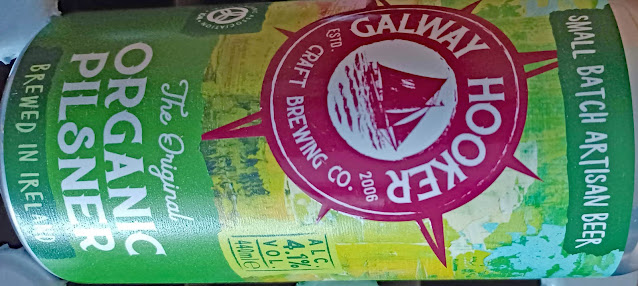 SMALL BATCH ARTISAN BEER
GALWAY HOOKER
ESTD.
2006
CRAFT BREWING CO.
ALC.
4.1%
VOL.
440ml e
The Original
ORGANIC
PILSNER
BREWED IN IRELAND
ASSOCIATION